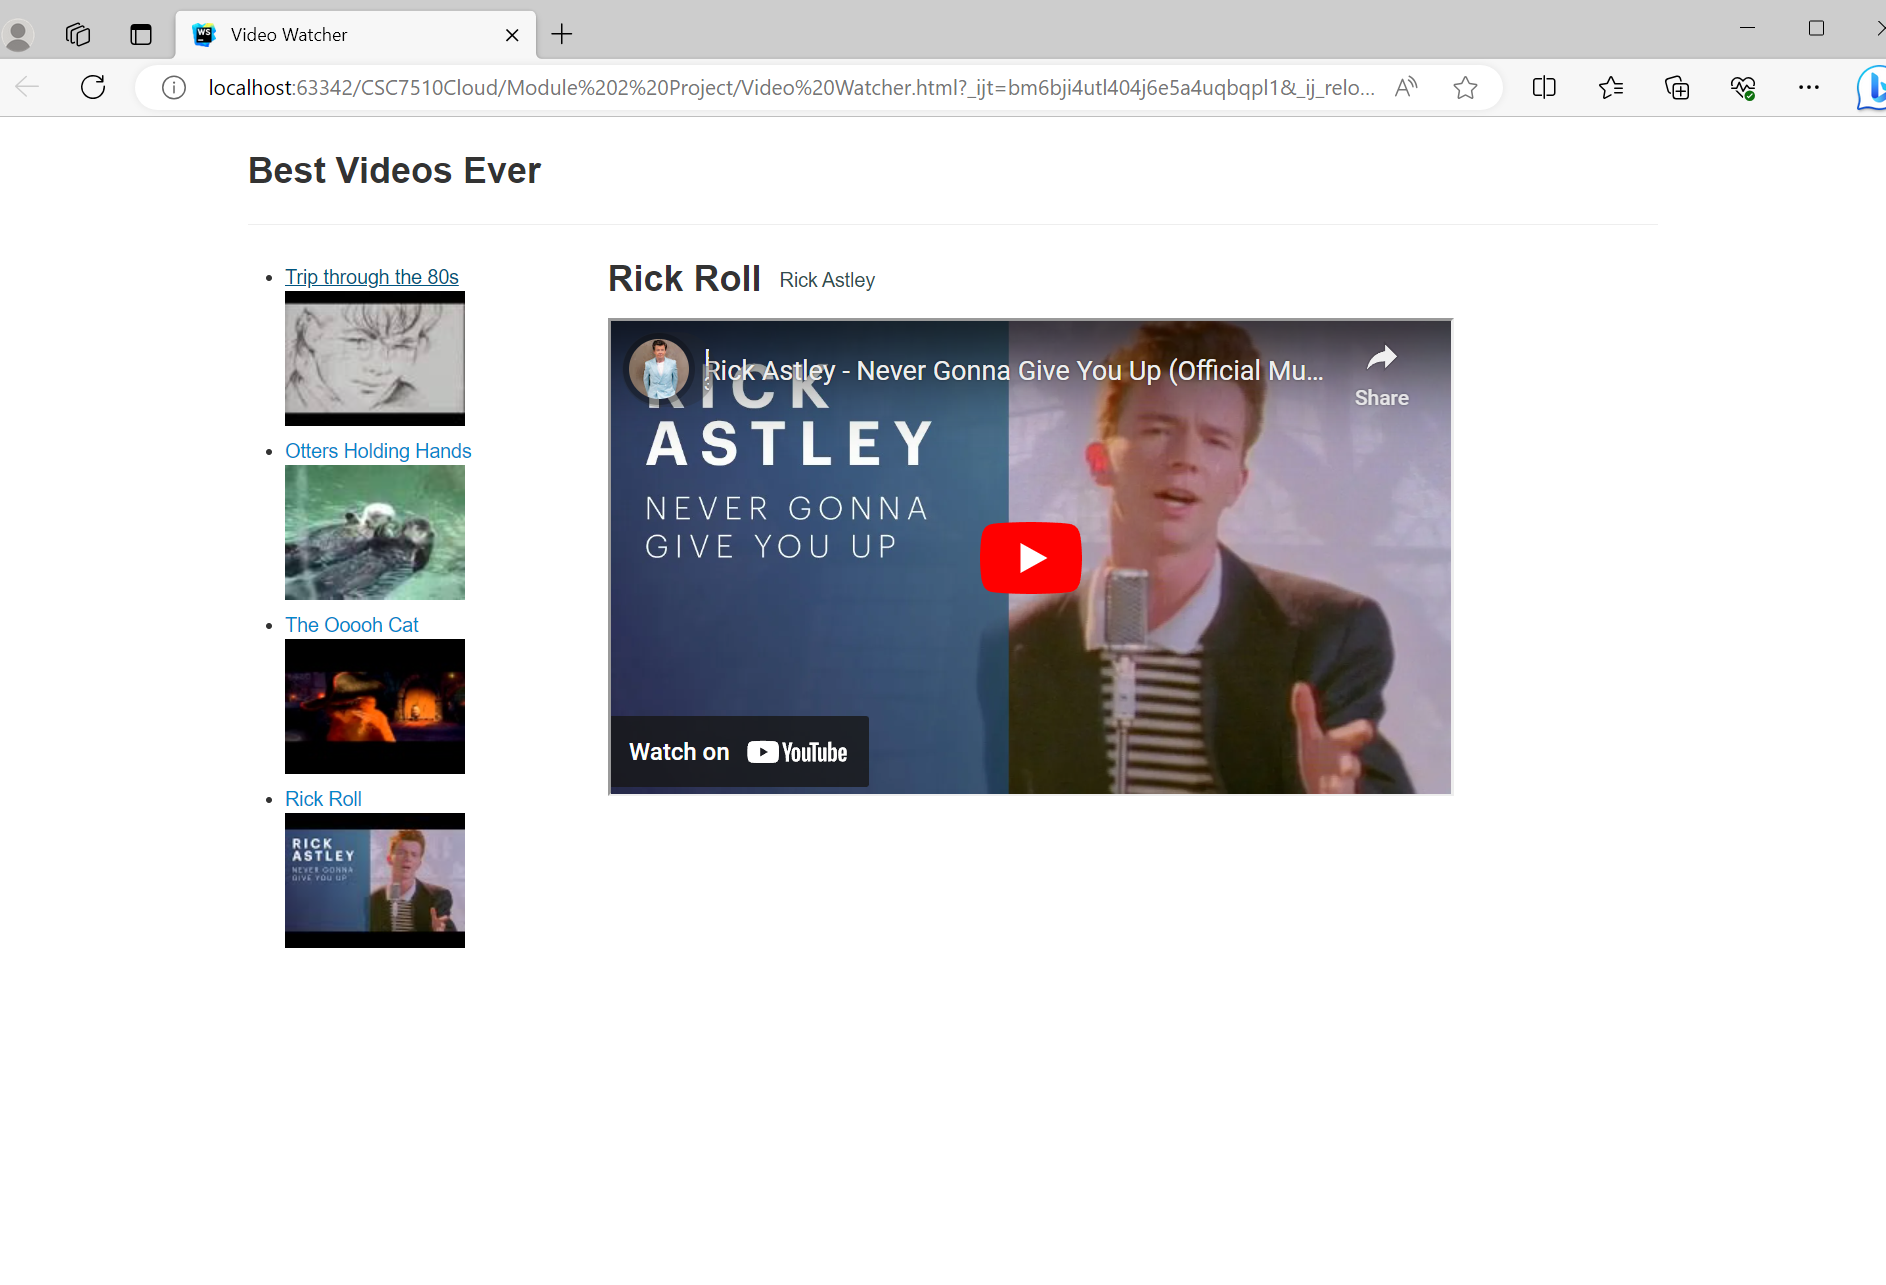 WS
Video Watcher
localhost:63342/CSC7510Cloud/Module%202%20Project/Video%20Watcher.html?_ijt=bm6bji4utl404j6e5a4uqbqpl1&_ij_relo...
Best Videos Ever
Trip through the 80s
Otters Holding Hands
The Ooooh Cat
Rick Roll
RICK
ASTLEY
NEVER GONNA
GIVE YOU UP
Rick Roll Rick Astley
Rick Astley - Never Gonna Give You Up (Official Mu...
Share
RICK
ASTLEY
NEVER GONNA
GIVE YOU UP
Watch on YouTube